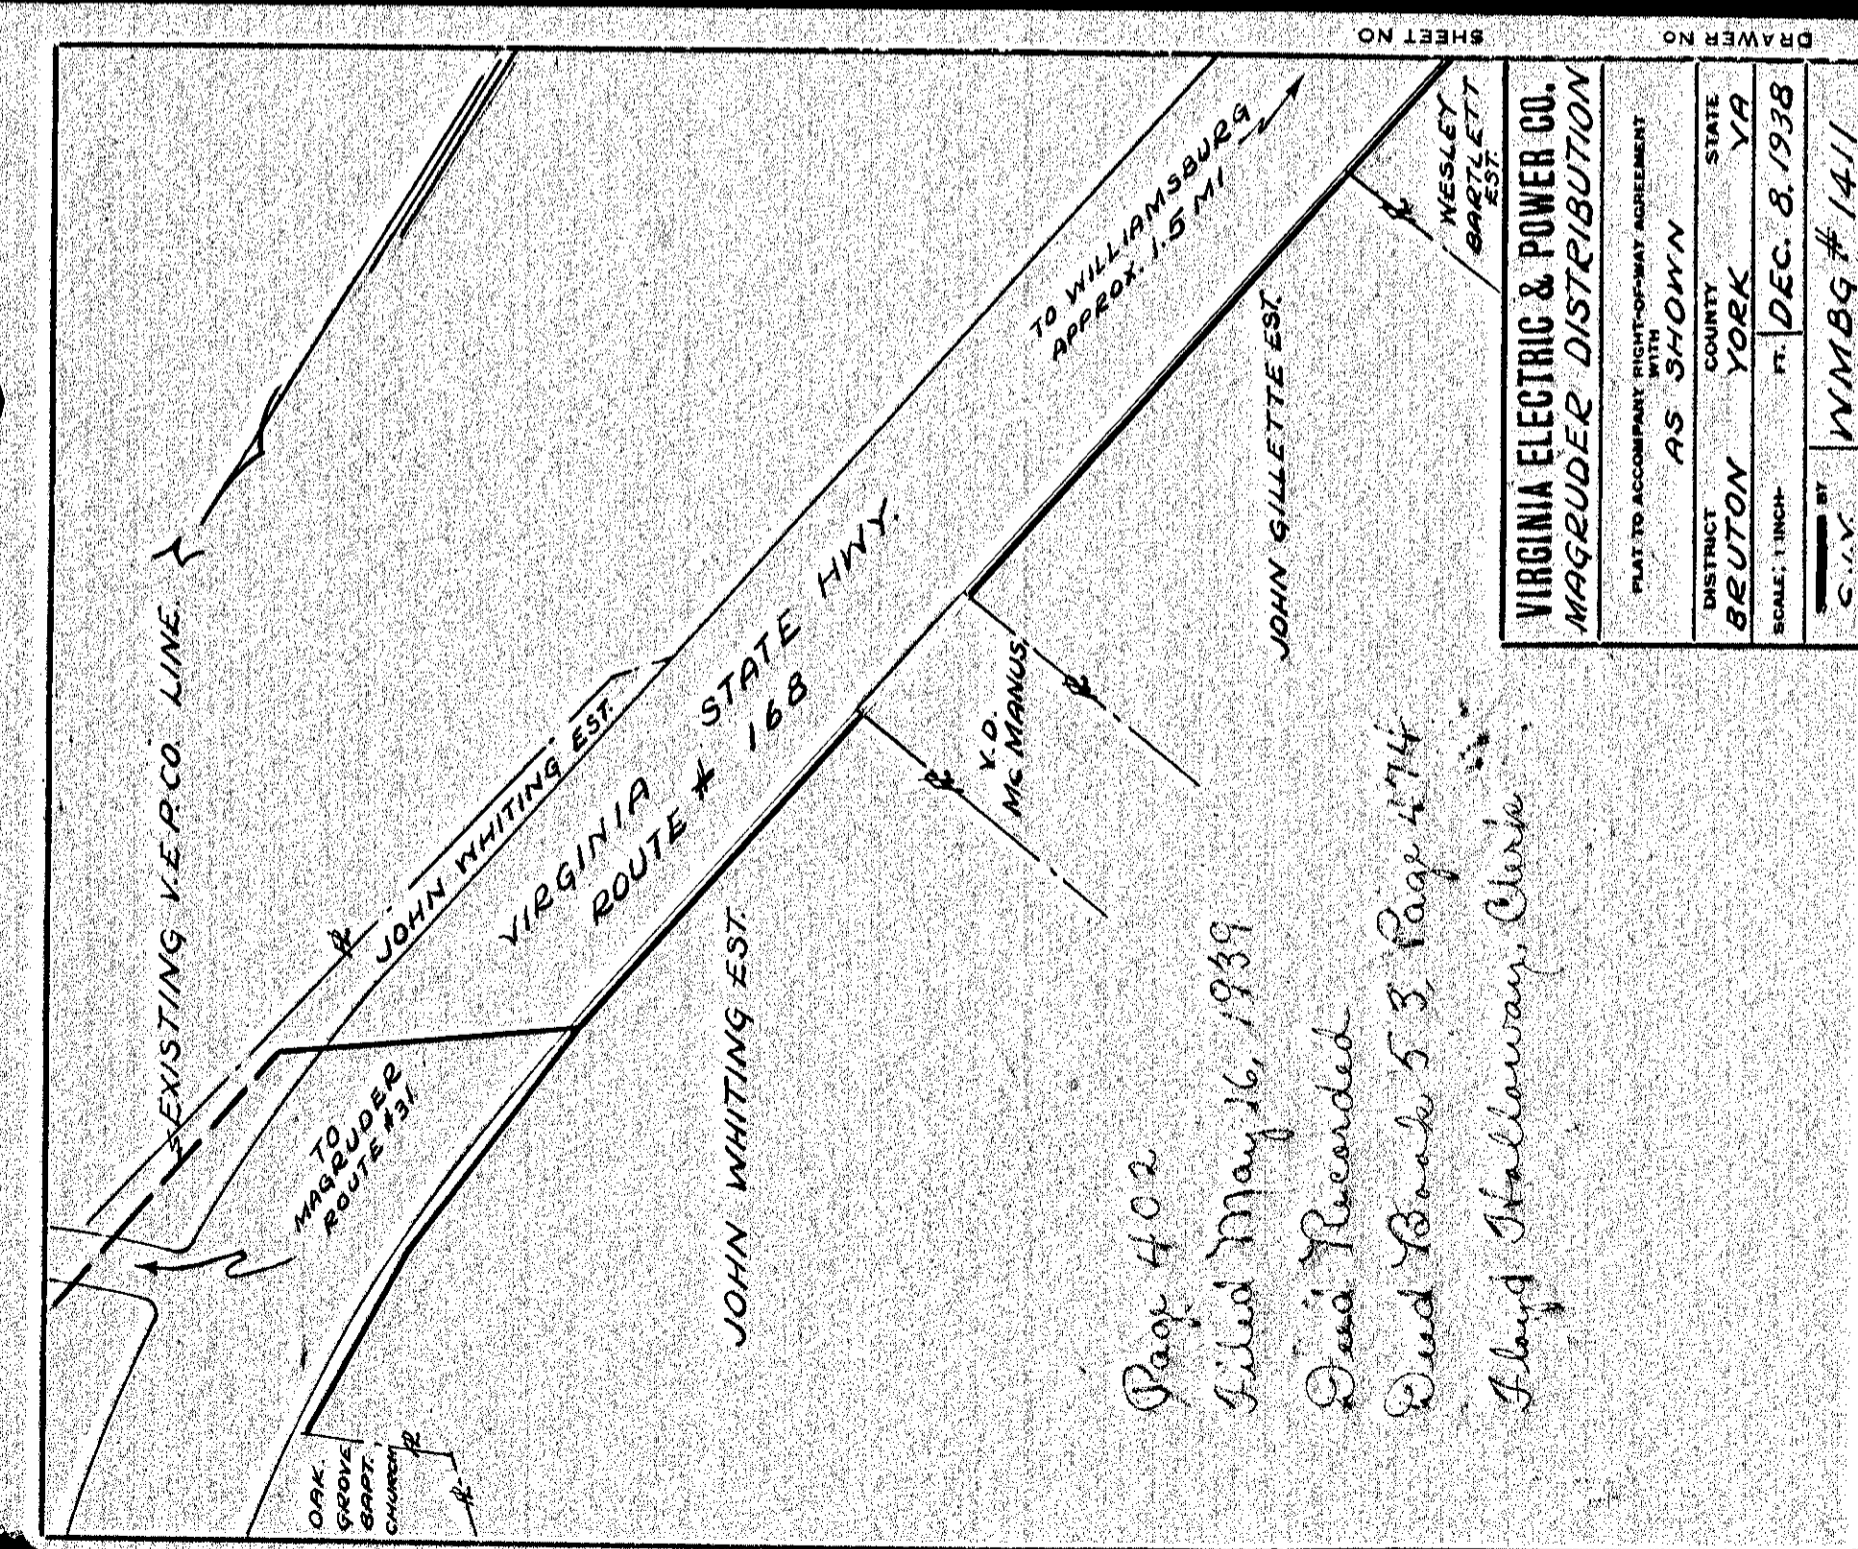 EXISTING V.E.P.CO. LINE.
JOHN WHITING EST.
VIRGINIA STATE HWY.
ROUTE # 168
TO WILLIAMSBURG
APPROX. 1.5 MI
TO
MAGRUDER
ROUTE #31
OAK
GROVE
BAPT.
CHURCH
JOHN WHITING EST.
V.D.
McMANUS
JOHN GILLETTE EST.
WESLEY
BARTLETT
EST.
Page 402
Filed May 16, 1939
Deed Recorded
Deed Book 53, Page 474
Floyd Holloway, Clerk.
SHEET NO
DRAWER NO
VIRGINIA ELECTRIC & POWER CO.
MAGRUDER DISTRIBUTION
PLAT TO ACCOMPANY RIGHT-OF-WAY AGREEMENT
WITH
AS SHOWN
DISTRICT COUNTY STATE
BRUTON YORK VA
SCALE; 1 INCH- FT. DEC. 8, 1938
BY
C.I.V. WMBG # 1411